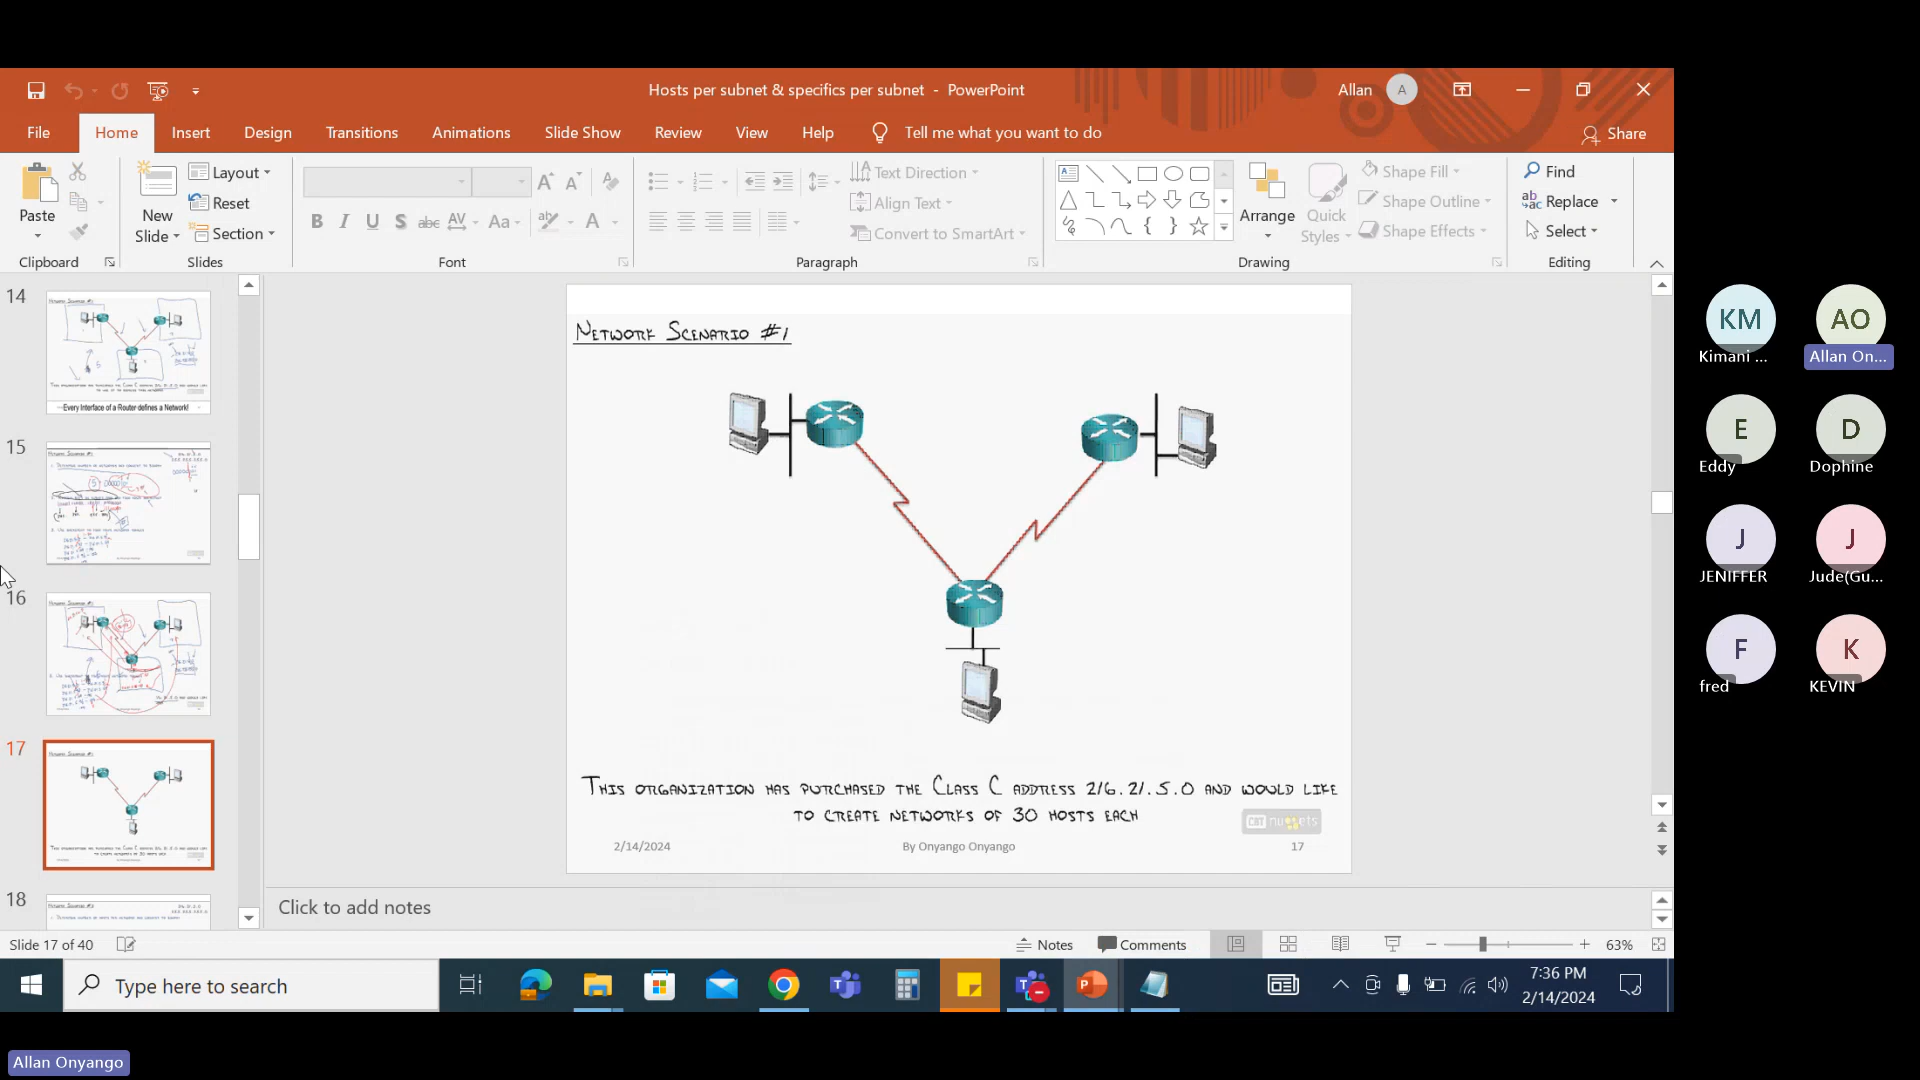 Hosts per subnet & specifics per subnet - PowerPoint
Allan
A
File
Home
Insert
Design
Transitions
Animations
Slide Show
Review
View
Help
Tell me what you want to do
Share
Paste
New
Slide
Layout
Reset
Section
Text Direction
Align Text
Convert to SmartArt
Arrange
Quick
Styles
Shape Fill
Shape Outline
Shape Effects
Find
Replace
Select
Clipboard
Slides
Font
Paragraph
Drawing
Editing
14
Every Interface of a Router defines a Network!
15
16
17
18
NETWORK SCENARIO #1
THIS ORGANIZATION HAS PURCHASED THE CLASS C ADDRESS 216.21.5.0 AND WOULD LIKE
TO CREATE NETWORKS OF 30 HOSTS EACH
2/14/2024
By Onyango Onyango
17
Click to add notes
Slide 17 of 40
Notes
Comments
63%
Type here to search
7:36 PM
2/14/2024
KM
Kimani ...
AO
Allan On...
E
Eddy
D
Dophine
J
JENIFFER
J
Jude(Gu...
F
fred
K
KEVIN
Allan Onyango